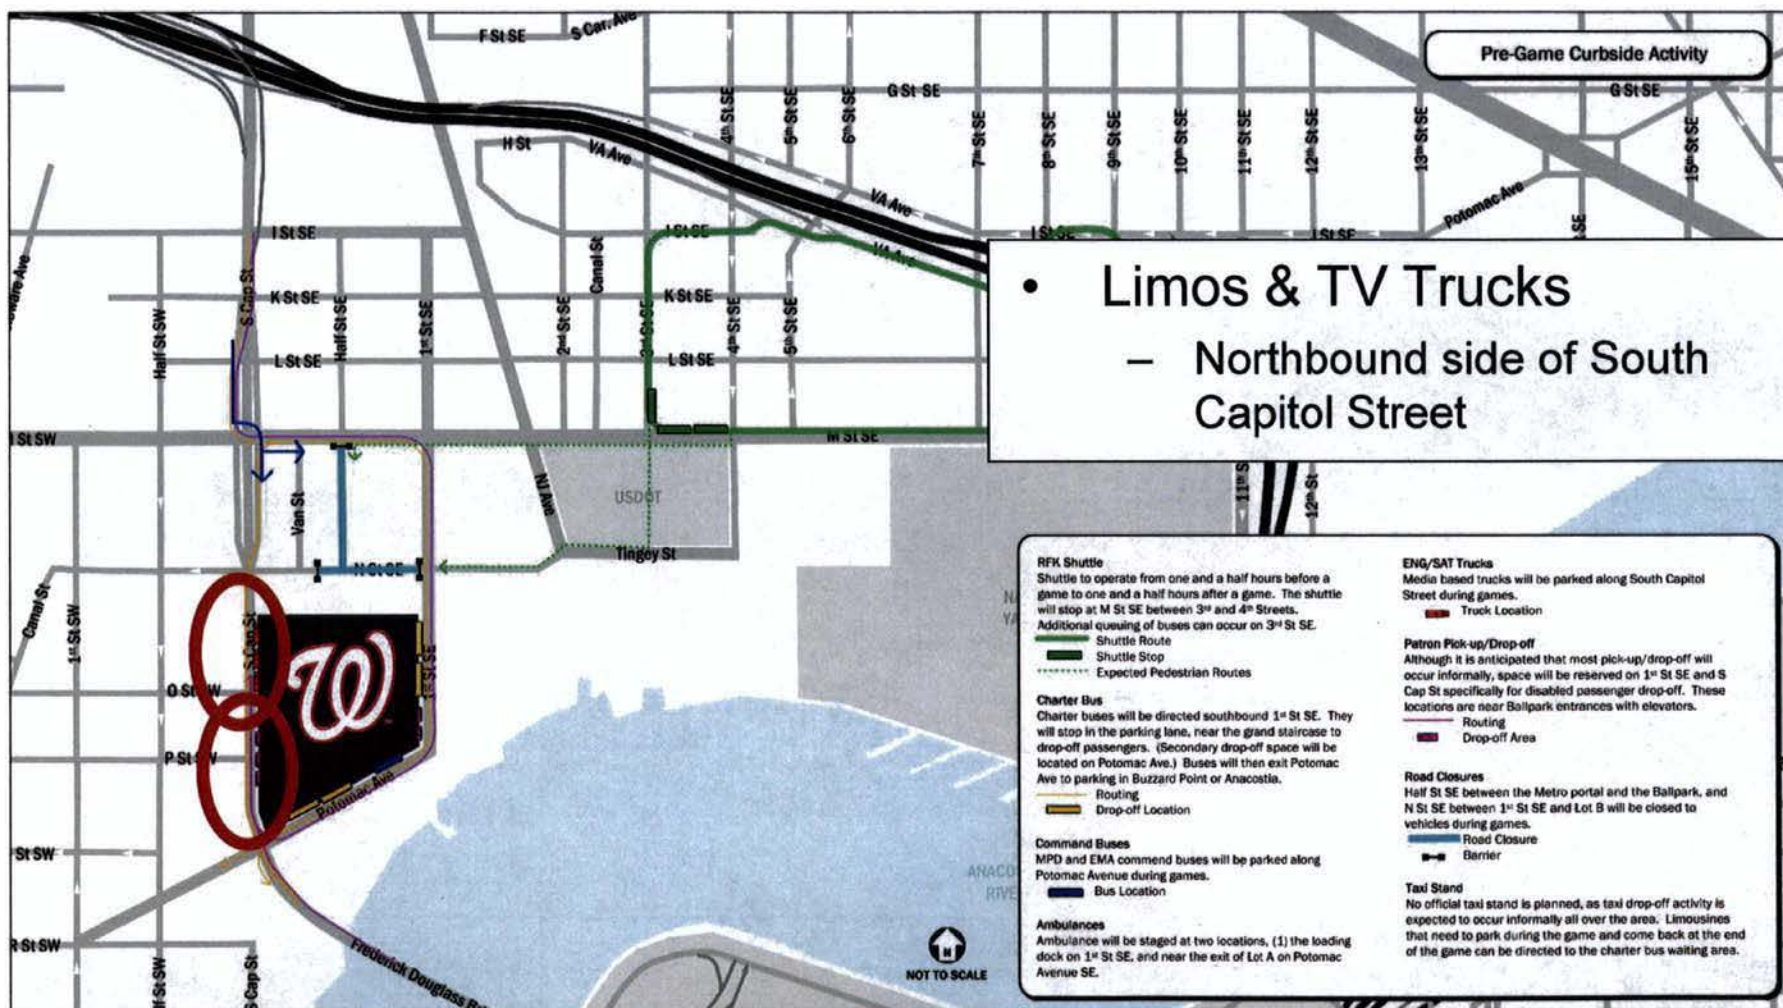 Pre-Game Curbside Activity
F St SE
S Car. Ave
G St SE
G St SE
4th St SE
5th St SE
6th St SE
7th St SE
8th St SE
9th St SE
10th St SE
11th St SE
12th St SE
13th St SE
15th St SE
H St
VA Ave
VA Ave
Potomac Ave
I St SE
I St SE
I St SE
I St SE
VA Ave
S Cap St
K St SE
K St SE
Half St SW
Half St SE
1st St SE
2nd St SE
Canal St
3rd St SE
4th St SE
5th St SE
L St SE
L St SE
• Limos & TV Trucks
– Northbound side of South
Capitol Street
M St SE
Van St
NJ Ave
USDOT
11th S
12th St
Tingey St
N St SE
Canal St
1st St SW
S Cap St
1st St SE
W
P St SW
Potomac Ave
St SW
R St SW
S Cap St
NOT TO SCALE
RFK Shuttle
Shuttle to operate from one and a half hours before a
game to one and a half hours after a game. The shuttle
will stop at M St SE between 3rd and 4th Streets.
Additional queuing of buses can occur on 3rd St SE.
Shuttle Route
Shuttle Stop
Expected Pedestrian Routes
Charter Bus
Charter buses will be directed southbound 1st St SE. They
will stop in the parking lane, near the grand staircase to
drop-off passengers. (Secondary drop-off space will be
located on Potomac Ave.) Buses will then exit Potomac
Ave to parking in Buzzard Point or Anacostia.
Routing
Drop-off Location
Command Buses
MPD and EMA commend buses will be parked along
Potomac Avenue during games.
Bus Location
Ambulances
Ambulance will be staged at two locations, (1) the loading
dock on 1st St SE, and near the exit of Lot A on Potomac
Avenue SE.
ENG/SAT Trucks
Media based trucks will be parked along South Capitol
Street during games.
Truck Location
Patron Pick-up/Drop-off
Although it is anticipated that most pick-up/drop-off will
occur informally, space will be reserved on 1st St SE and S
Cap St specifically for disabled passenger drop-off. These
locations are near Ballpark entrances with elevators.
Routing
Drop-off Area
Road Closures
Half St SE between the Metro portal and the Ballpark, and
N St SE between 1st St SE and Lot B will be closed to
vehicles during games.
Road Closure
Barrier
Taxi Stand
No official taxi stand is planned, as taxi drop-off activity is
expected to occur informally all over the area. Limousines
that need to park during the game and come back at the end
of the game can be directed to the charter bus waiting area.